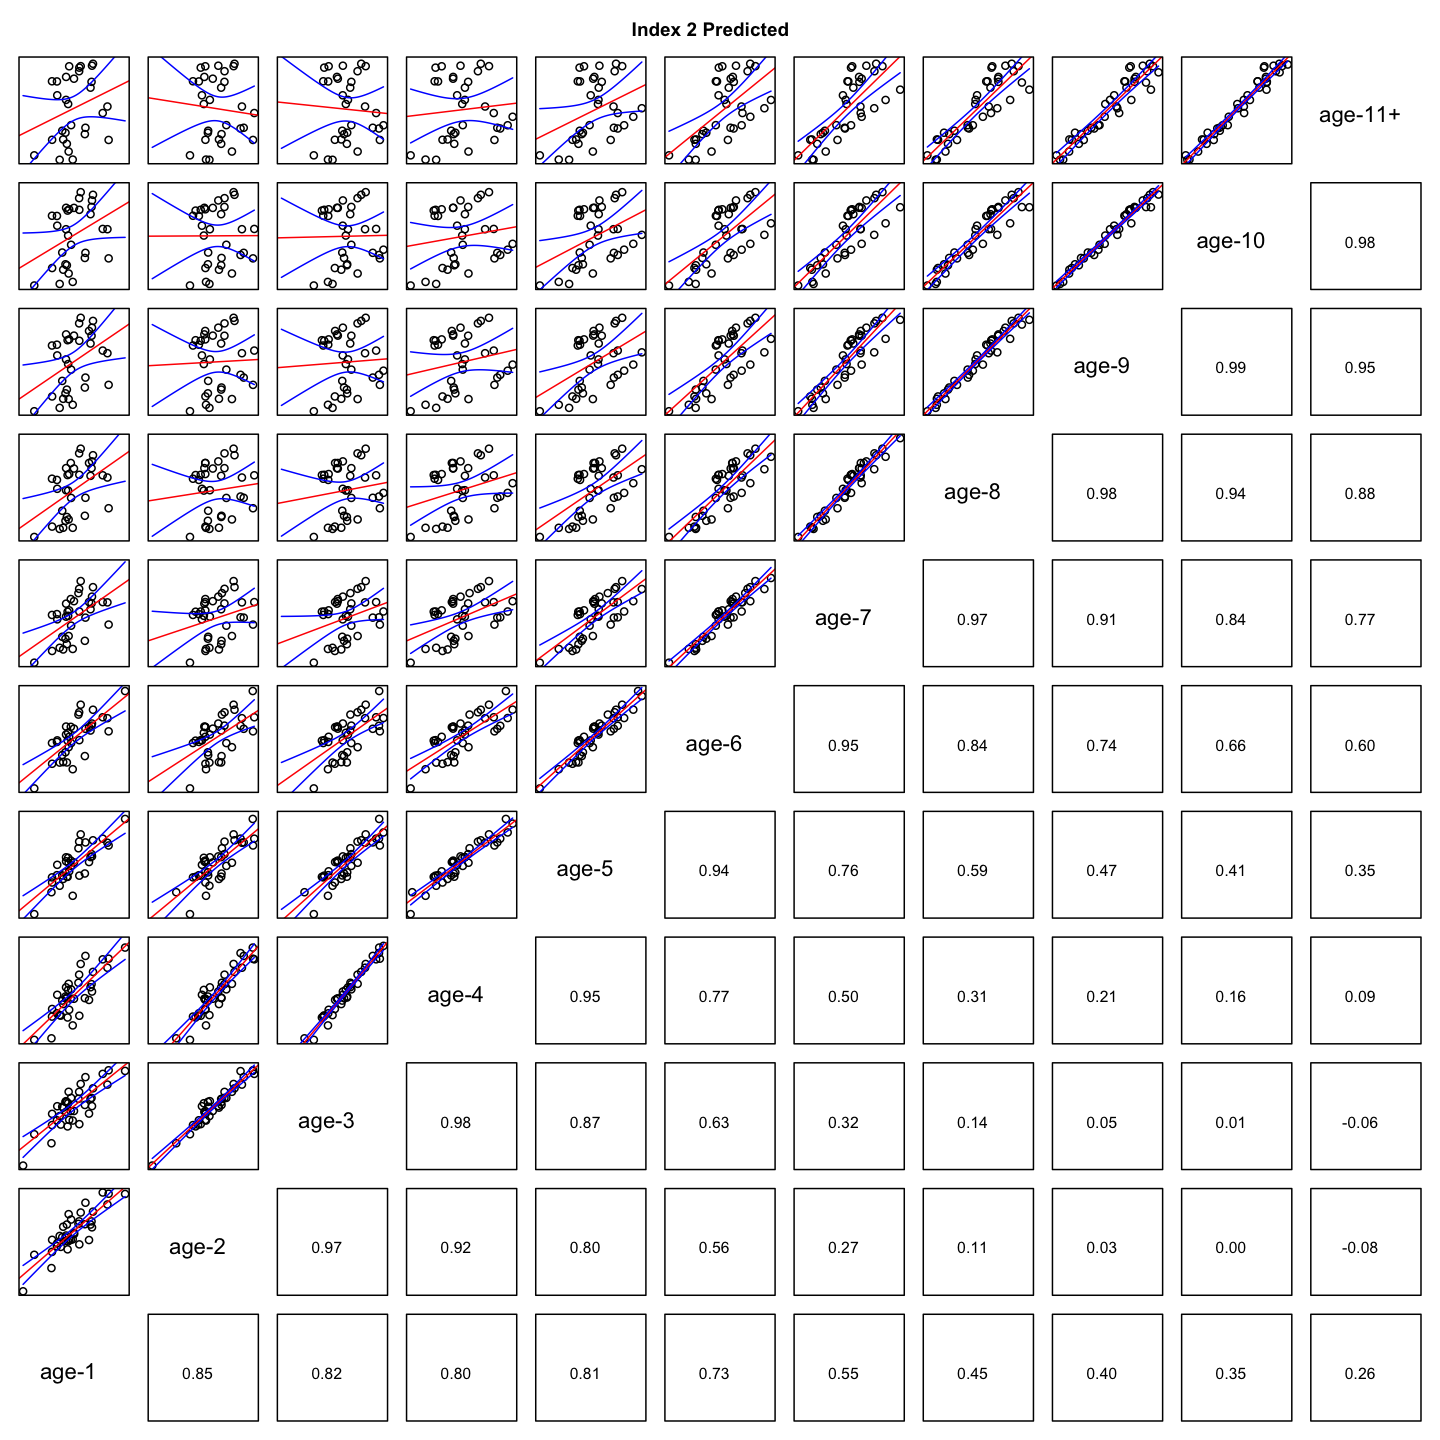 Index 2 Predicted
age-11+
age-10 0.98
age-9 0.99 0.95
age-8 0.98 0.94 0.88
age-7 0.97 0.91 0.84 0.77
age-6 0.95 0.84 0.74 0.66 0.60
age-5 0.94 0.76 0.59 0.47 0.41 0.35
age-4 0.95 0.77 0.50 0.31 0.21 0.16 0.09
age-3 0.98 0.87 0.63 0.32 0.14 0.05 0.01 -0.06
age-2 0.97 0.92 0.80 0.56 0.27 0.11 0.03 0.00 -0.08
age-1 0.85 0.82 0.80 0.81 0.73 0.55 0.45 0.40 0.35 0.26